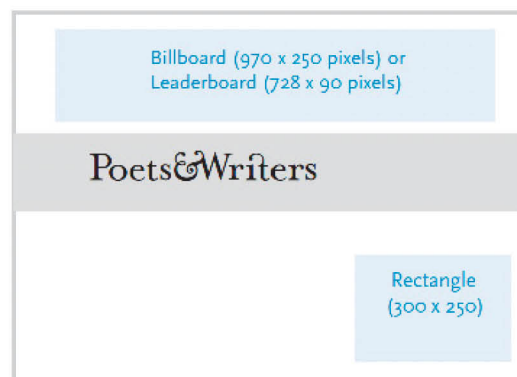 Billboard (970 x 250 pixels) or
Leaderboard (728 x 90 pixels)
Poets&Writers
Rectangle
(300 x 250)